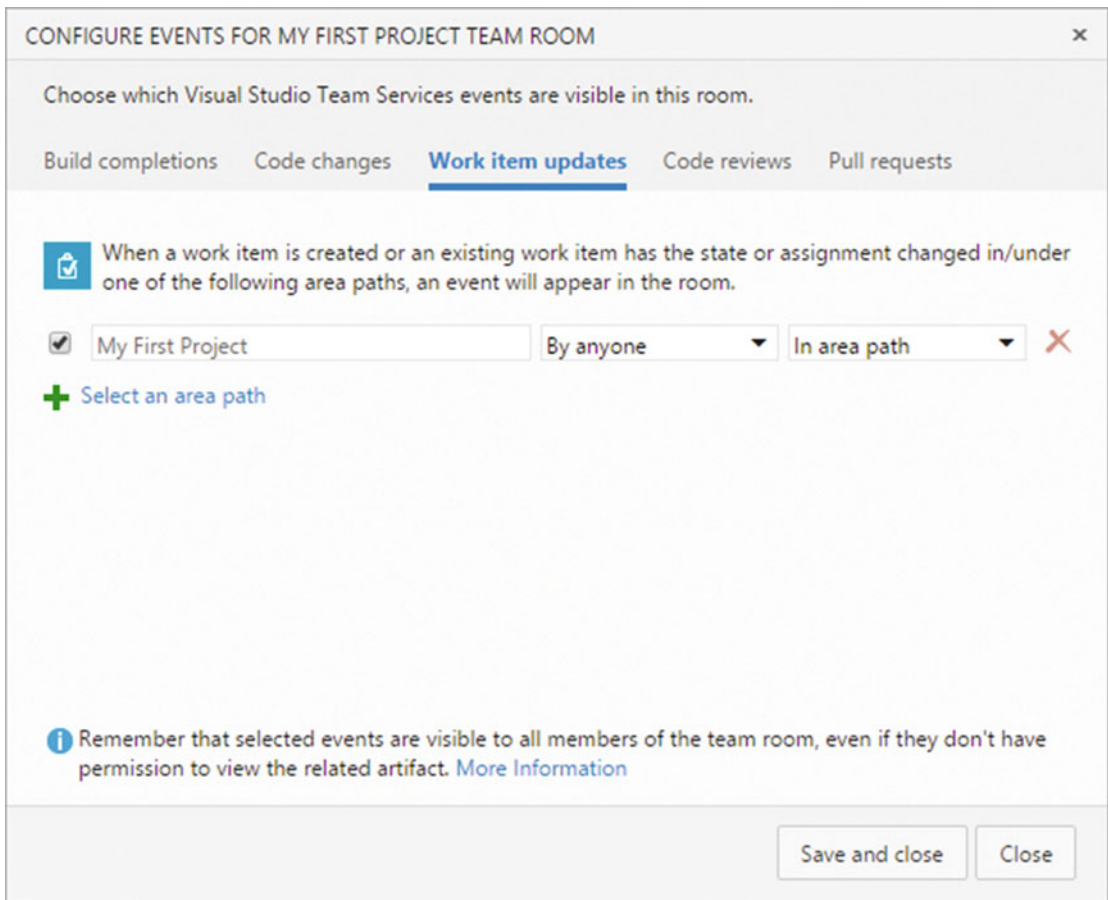 CONFIGURE EVENTS FOR MY FIRST PROJECT TEAM ROOM
Choose which Visual Studio Team Services events are visible in this room.
Build completions Code changes Work item updates Code reviews Pull requests
When a work item is created or an existing work item has the state or assignment changed in/under
one of the following area paths, an event will appear in the room.
My First Project By anyone In area path
Select an area path
Remember that selected events are visible to all members of the team room, even if they don't have
permission to view the related artifact. More Information
Save and close Close